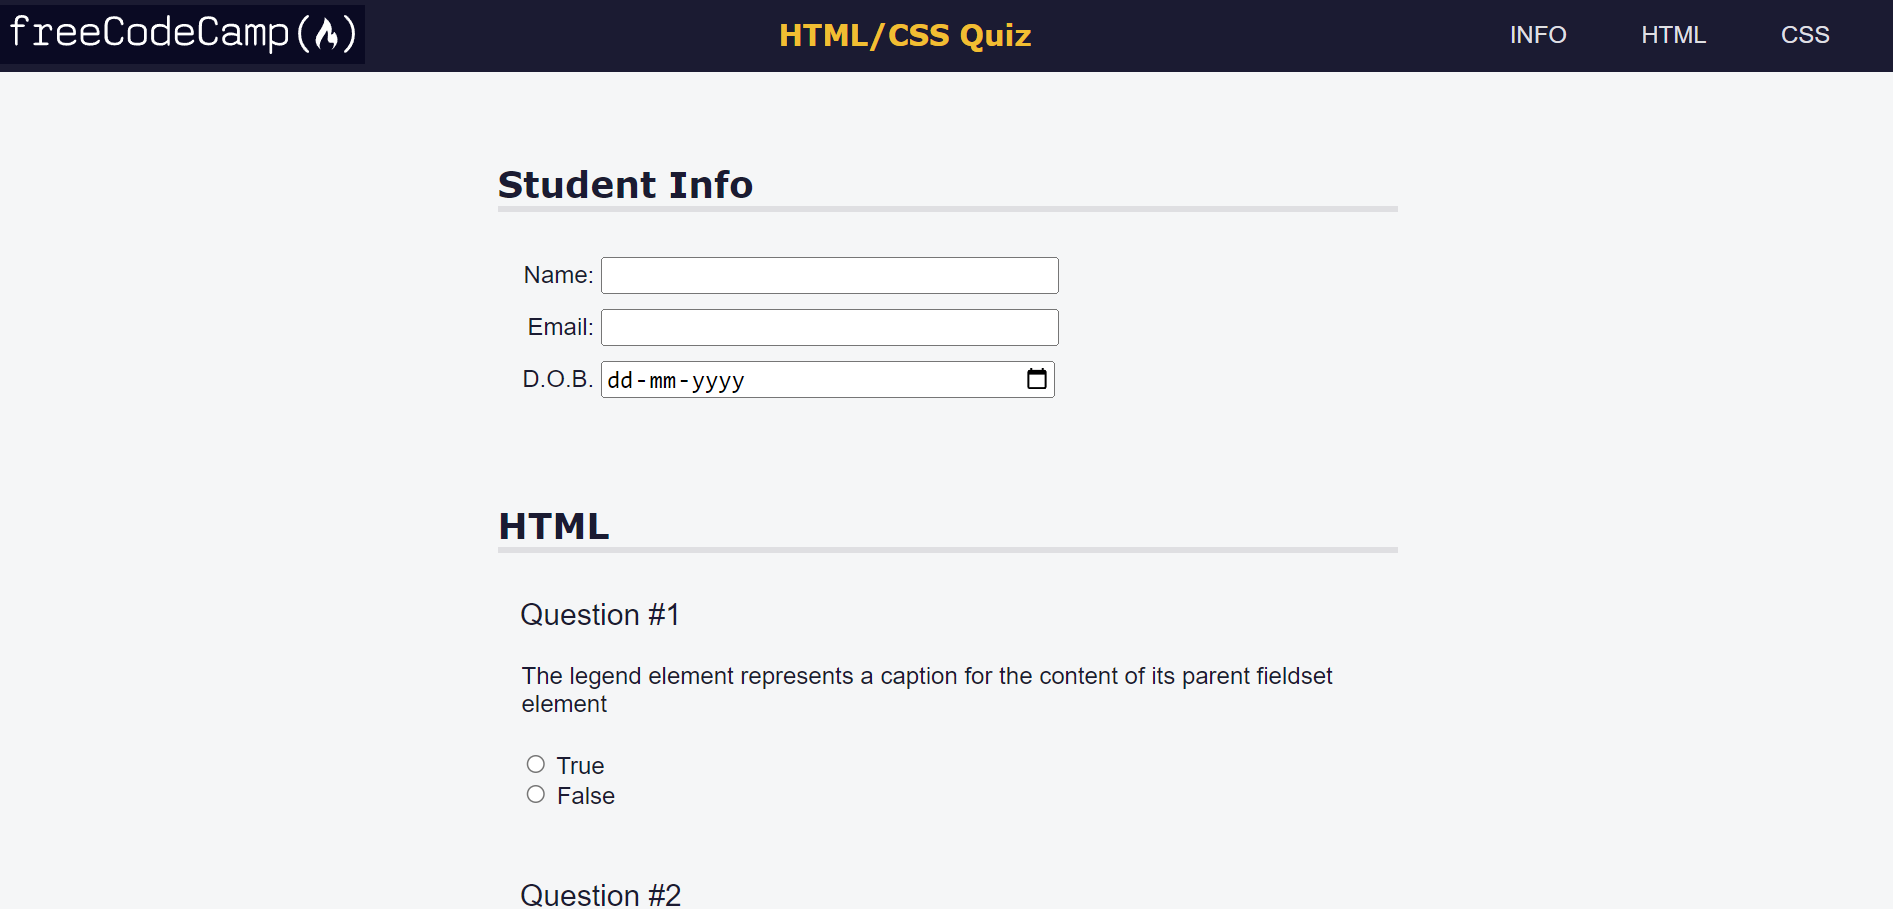 freeCodeCamp(🔥)
HTML/CSS Quiz
INFO
HTML
CSS
Student Info
Name:
Email:
D.O.B. dd-mm-yyyy
HTML
Question #1
The legend element represents a caption for the content of its parent fieldset
element
True
False
Question #2